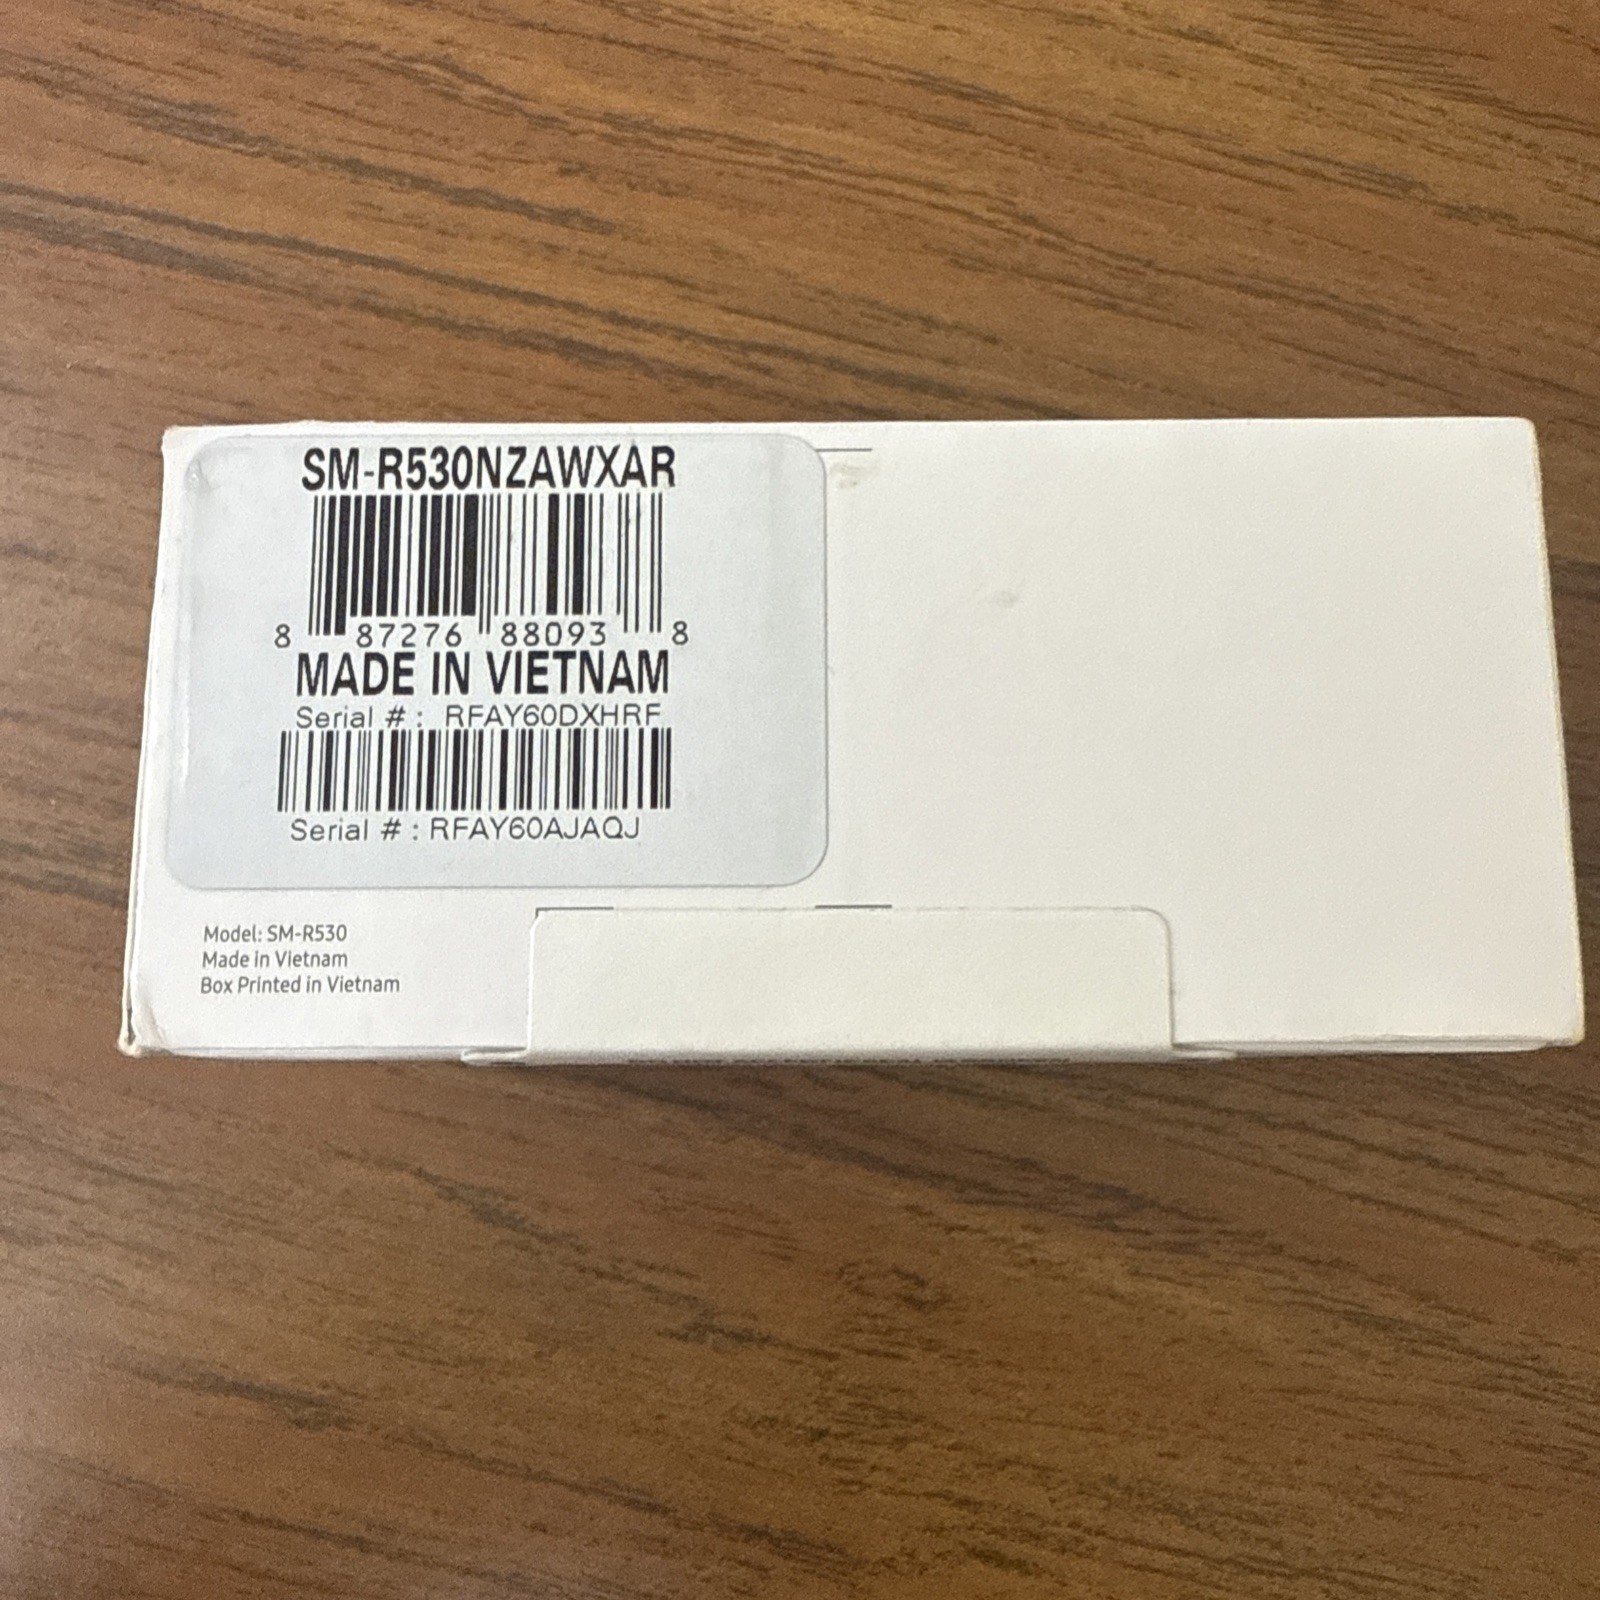 SM-R530NZAWXAR
8 87276 88093 8
MADE IN VIETNAM
Serial # : RFAY60DXHRF
Serial # : RFAY60AJAQJ
Model: SM-R530
Made in Vietnam
Box Printed in Vietnam